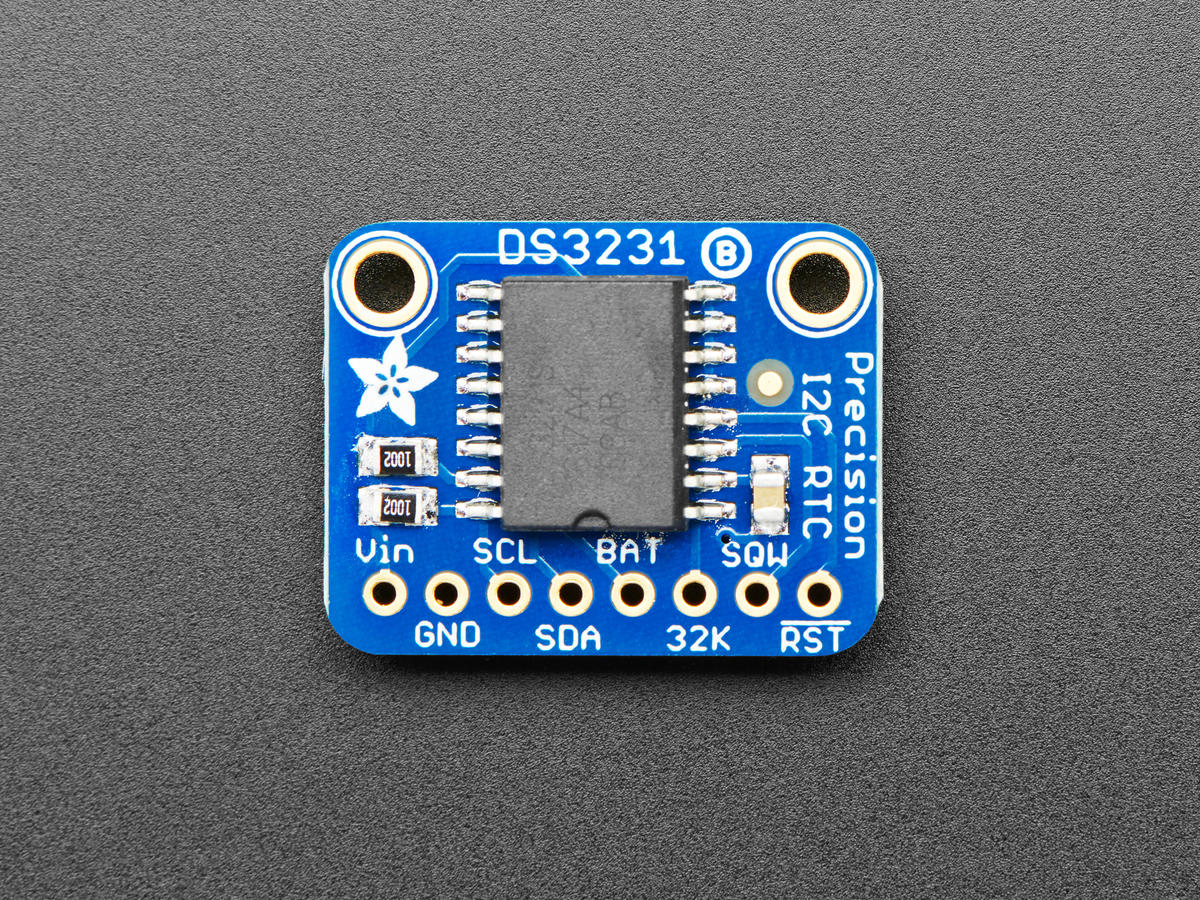 DS3231 B
Precision
I2C RTC
1002
1002
Vin SCL BAT SQW
GND SDA 32K RST